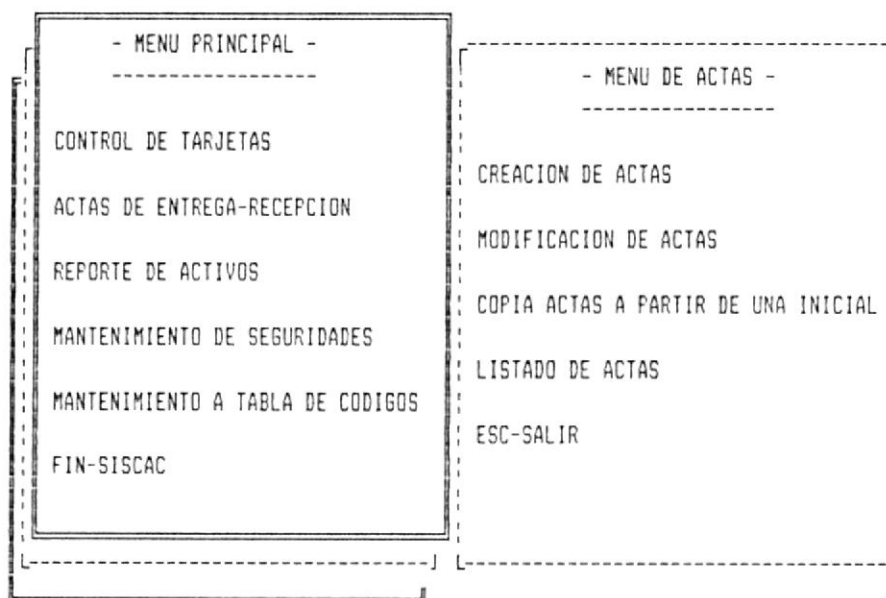 - MENU PRINCIPAL -
------------------
CONTROL DE TARJETAS
ACTAS DE ENTREGA-RECEPCION
REPORTE DE ACTIVOS
MANTENIMIENTO DE SEGURIDADES
MANTENIMIENTO A TABLA DE CODIGOS
FIN-SISCAC
- MENU DE ACTAS -
-----------------
CREACION DE ACTAS
MODIFICACION DE ACTAS
COPIA ACTAS A PARTIR DE UNA INICIAL
LISTADO DE ACTAS
ESC-SALIR